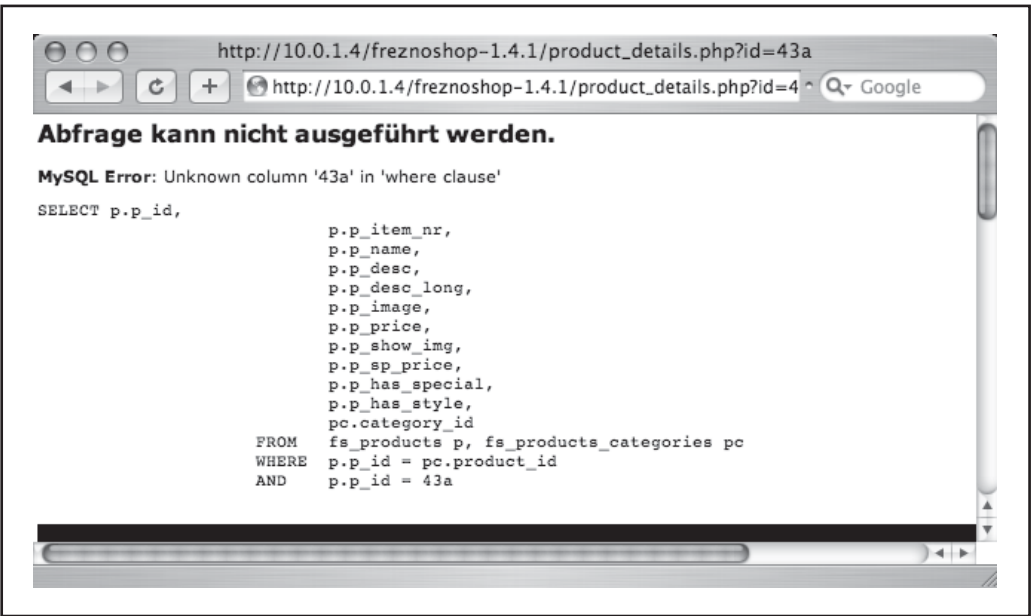 http://10.0.1.4/freznoshop-1.4.1/product_details.php?id=43a
http://10.0.1.4/freznoshop-1.4.1/product_details.php?id=4 Google
Abfrage kann nicht ausgeführt werden.
MySQL Error: Unknown column '43a' in 'where clause'
SELECT p.p_id,
p.p_item_nr,
p.p_name,
p.p_desc,
p.p_desc_long,
p.p_image,
p.p_price,
p.p_show_img,
p.p_sp_price,
p.p_has_special,
p.p_has_style,
pc.category_id
FROM fs_products p, fs_products_categories pc
WHERE p.p_id = pc.product_id
AND p.p_id = 43a